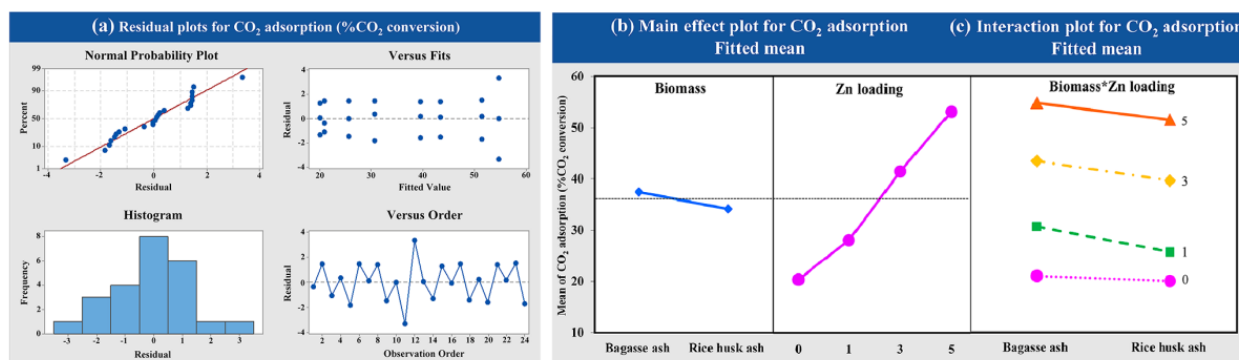 (a) Residual plots for CO₂ adsorption (%CO₂ conversion)
Normal Probability Plot
99
90
50
10
1
Percent
-4
-2
0
2
4
Residual
Versus Fits
4
2
0
-2
-4
Residual
20
30
40
50
60
Fitted Value
Histogram
8
6
4
2
0
Frequency
-3
-2
-1
0
1
2
3
Residual
Versus Order
4
2
0
-2
-4
Residual
2
4
6
8
10
12
14
16
18
20
22
24
Observation Order
(b) Main effect plot for CO₂ adsorption
Fitted mean
Mean of CO₂ adsorption (%CO₂ conversion)
60
50
40
30
20
10
Biomass
Bagasse ash
Rice husk ash
Zn loading
0
1
3
5
(c) Interaction plot for CO₂ adsorption
Fitted mean
Biomass*Zn loading
5
3
1
0
Bagasse ash
Rice husk ash